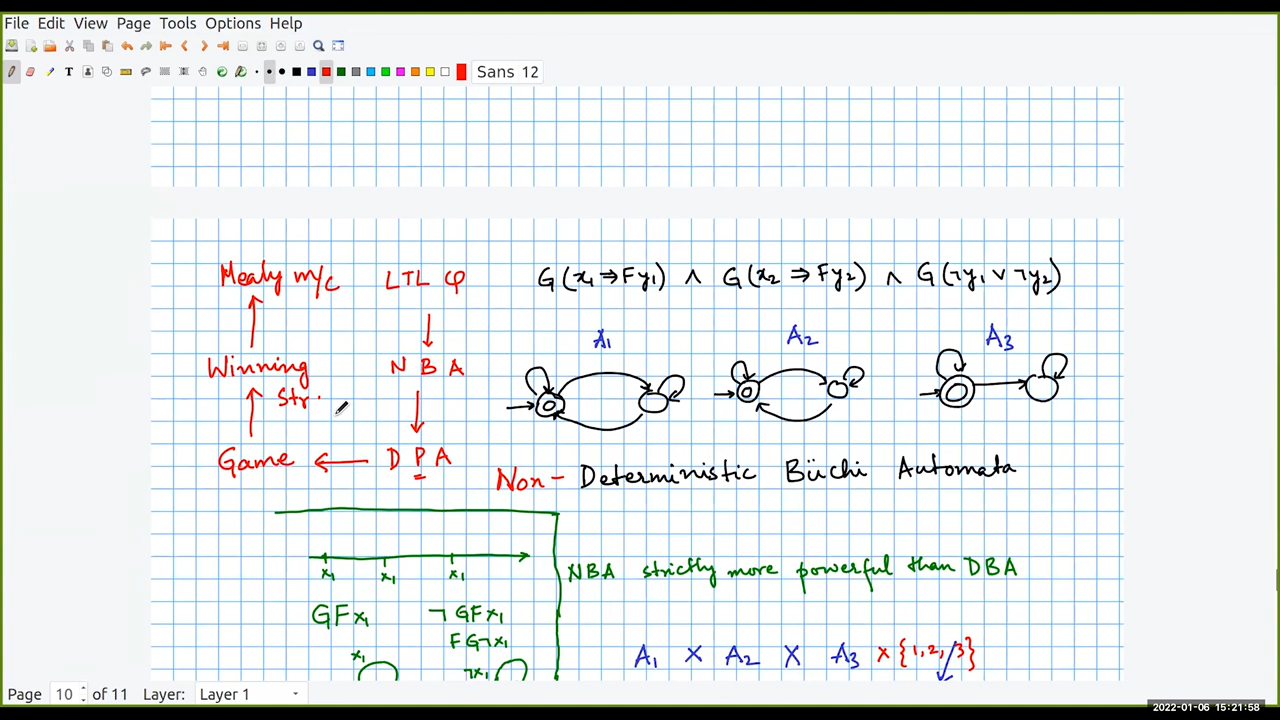 File Edit View Page Tools Options Help
Sans 12
Mealy m/c LTL φ G(x₁ ⇒ Fy₁) ∧ G(x₂ ⇒ Fy₂) ∧ G(¬y₁ ∨ ¬y₂)
A₁ A₂ A₃
Winning N B A
Str.
Game ← D P A
Non- Deterministic Büchi Automata
x₁ x₁ x₁
NBA strictly more powerful than DBA
GFx₁ ¬GFx₁
FG¬x₁
x₁ ¬x₁
A₁ × A₂ × A₃ × {1, 2, 3}
Page 10 of 11 Layer: Layer 1
2022-01-06 15:21:58